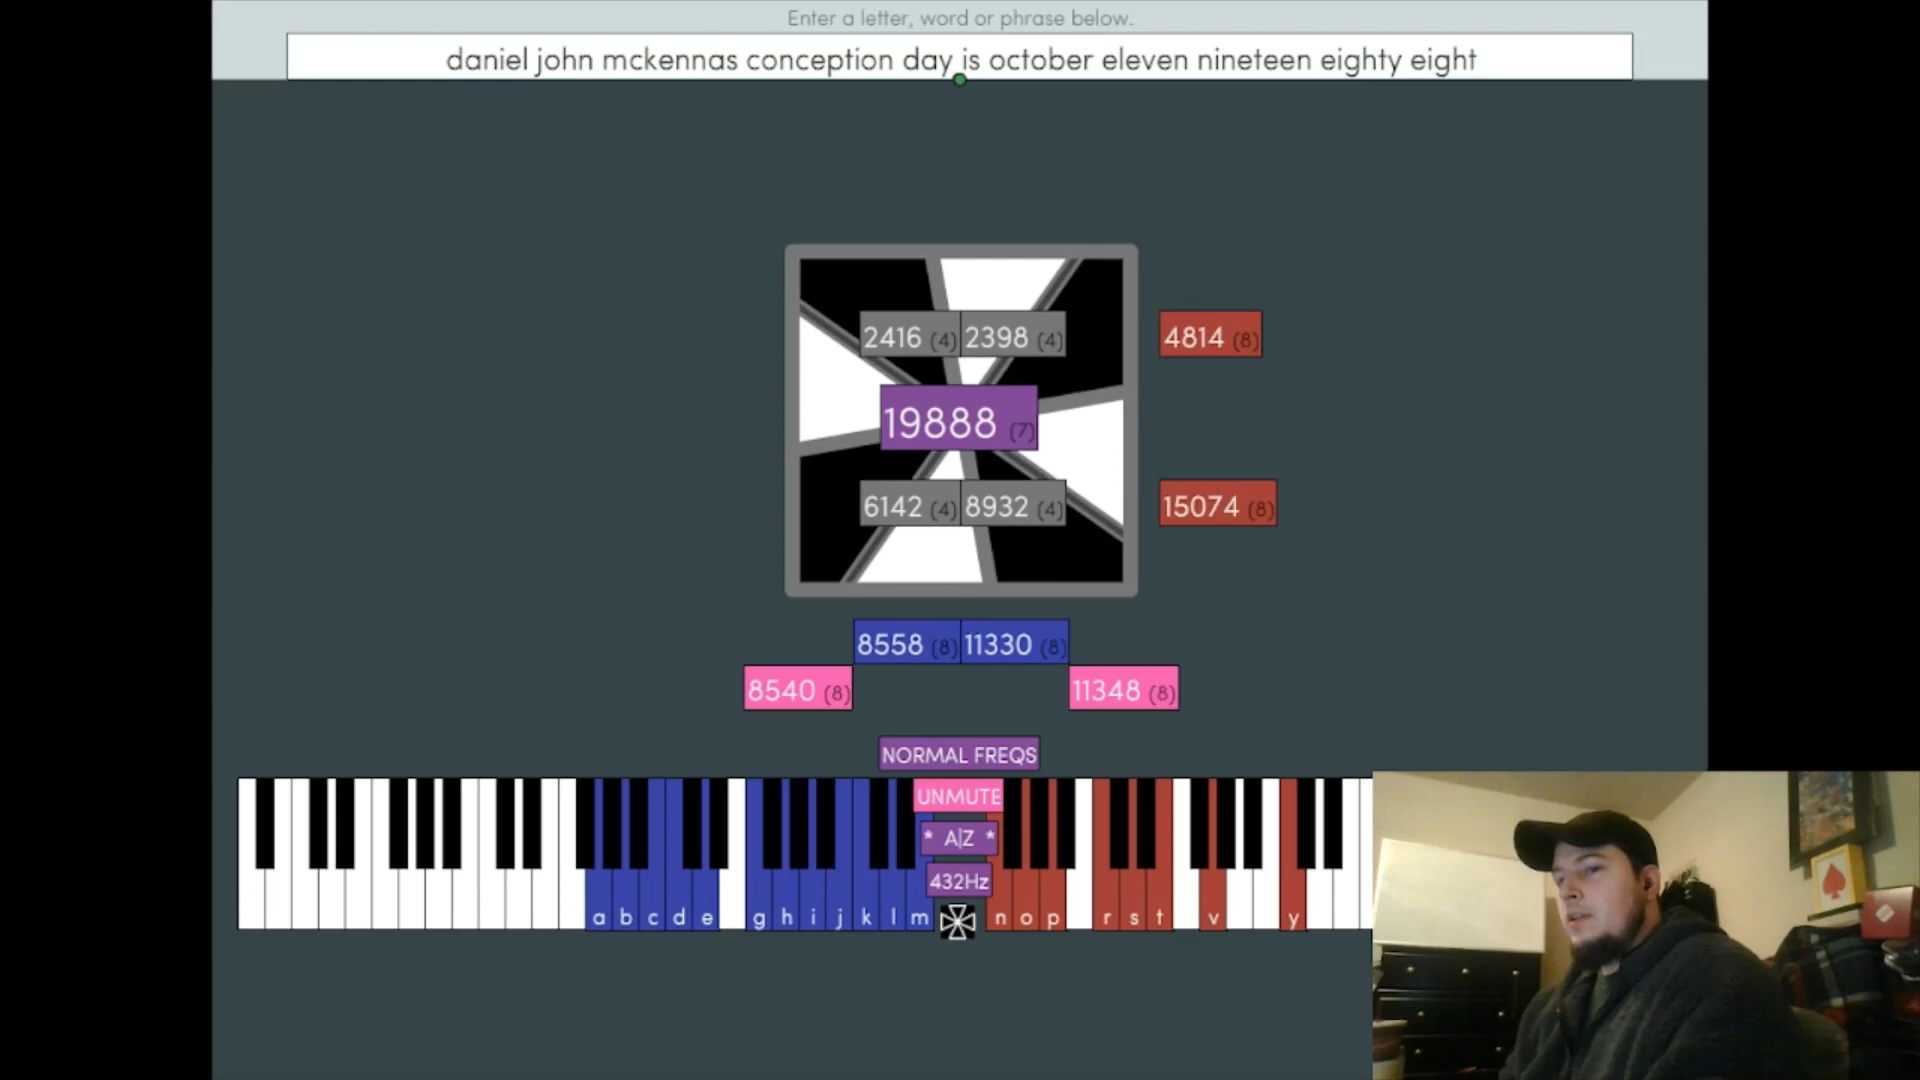 Enter a letter, word or phrase below.
daniel john mckennas conception day is october eleven nineteen eighty eight
2416 (4) 2398 (4) 4814 (8)
19888 (7)
6142 (4) 8932 (4) 15074 (8)
8558 (8) 11330 (8)
8540 (8) 11348 (8)
NORMAL FREQS
UNMUTE
* A|Z *
432Hz
a b c d e g h i j k l m n o p r s t v y